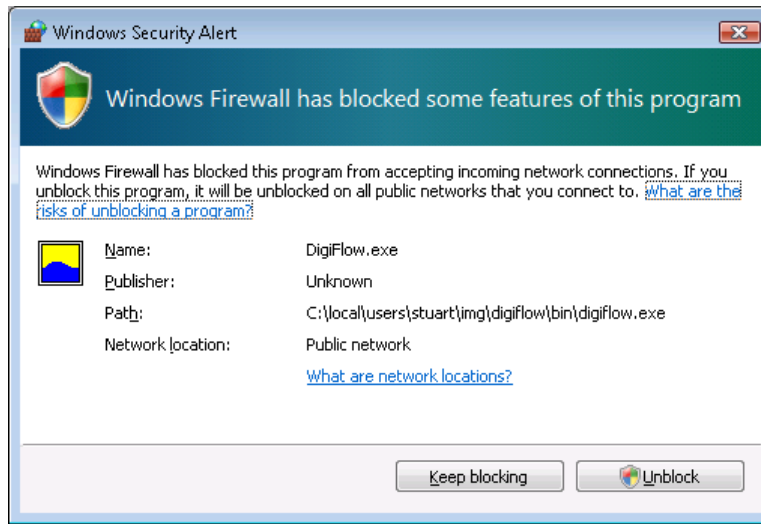 Windows Security Alert
Windows Firewall has blocked some features of this program
Windows Firewall has blocked this program from accepting incoming network connections. If you
unblock this program, it will be unblocked on all public networks that you connect to. What are the
risks of unblocking a program?
Name: DigiFlow.exe
Publisher: Unknown
Path: C:\local\users\stuart\img\digiflow\bin\digiflow.exe
Network location: Public network
What are network locations?
Keep blocking Unblock